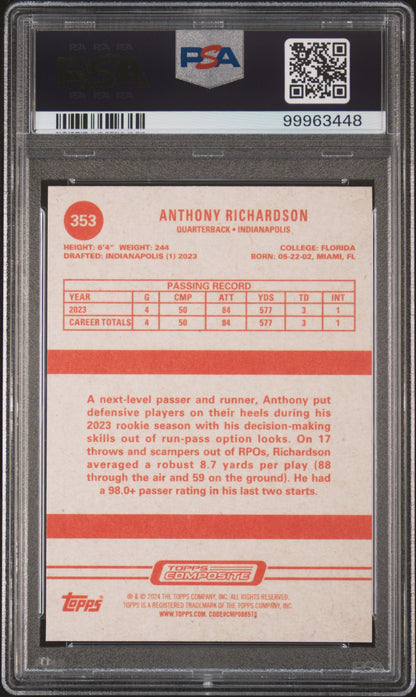 PSA
99963448
353
ANTHONY RICHARDSON
QUARTERBACK • INDIANAPOLIS
HEIGHT: 6'4" WEIGHT: 244 COLLEGE: FLORIDA
DRAFTED: INDIANAPOLIS (1) 2023 BORN: 05-22-02, MIAMI, FL
PASSING RECORD
YEAR G CMP ATT YDS TD INT
2023 4 50 84 577 3 1
CAREER TOTALS 4 50 84 577 3 1
A next-level passer and runner, Anthony put
defensive players on their heels during his
2023 rookie season with his decision-making
skills out of run-pass option looks. On 17
throws and scampers out of RPOs, Richardson
averaged a robust 8.7 yards per play (88
through the air and 59 on the ground). He had
a 98.0+ passer rating in his last two starts.
TOPPS
COMPOSITE
topps
® & © 2024 THE TOPPS COMPANY, INC. ALL RIGHTS RESERVED.
TOPPS IS A REGISTERED TRADEMARK OF THE TOPPS COMPANY, INC.
WWW.TOPPS.COM. CODE#CMP008573